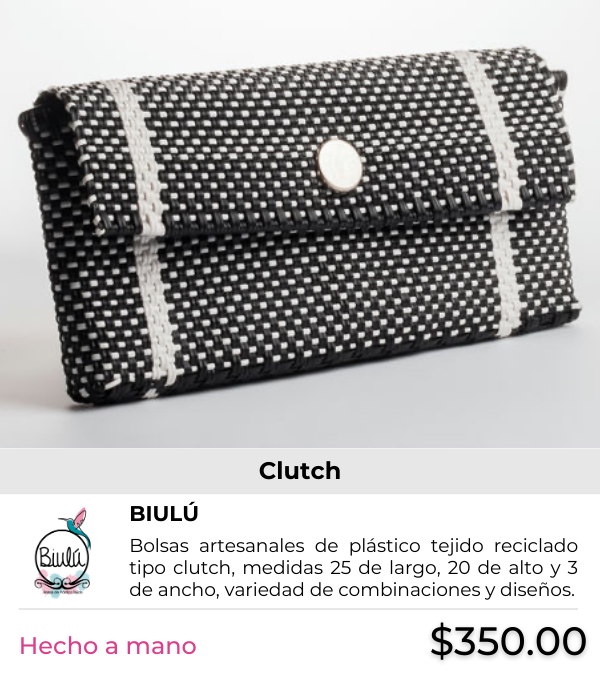 Clutch
BIULÚ
Biulú
Bolsas artesanales de plástico tejido reciclado
tipo clutch, medidas 25 de largo, 20 de alto y 3
de ancho, variedad de combinaciones y diseños.
Hecho a mano
$350.00